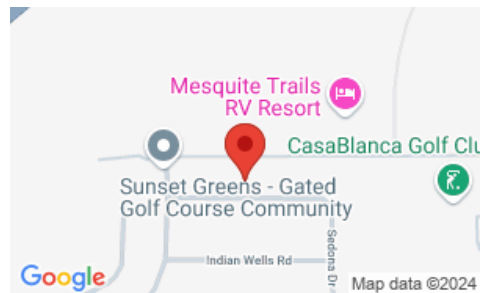 Mesquite Trails
RV Resort
CasaBlanca Golf Clu
Sunset Greens - Gated
Golf Course Community
Indian Wells Rd
Sedona Dr
Google
Map data ©2024